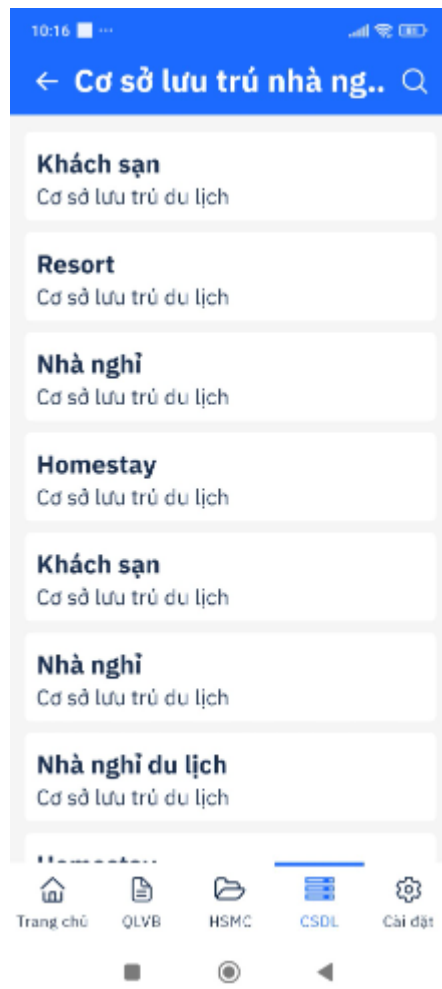 10:16
Cơ sở lưu trú nhà ng..
Khách sạn
Cơ sở lưu trú du lịch
Resort
Cơ sở lưu trú du lịch
Nhà nghỉ
Cơ sở lưu trú du lịch
Homestay
Cơ sở lưu trú du lịch
Khách sạn
Cơ sở lưu trú du lịch
Nhà nghỉ
Cơ sở lưu trú du lịch
Nhà nghỉ du lịch
Cơ sở lưu trú du lịch
Homestay
Trang chủ QLVB HSMC CSDL Cài đặt